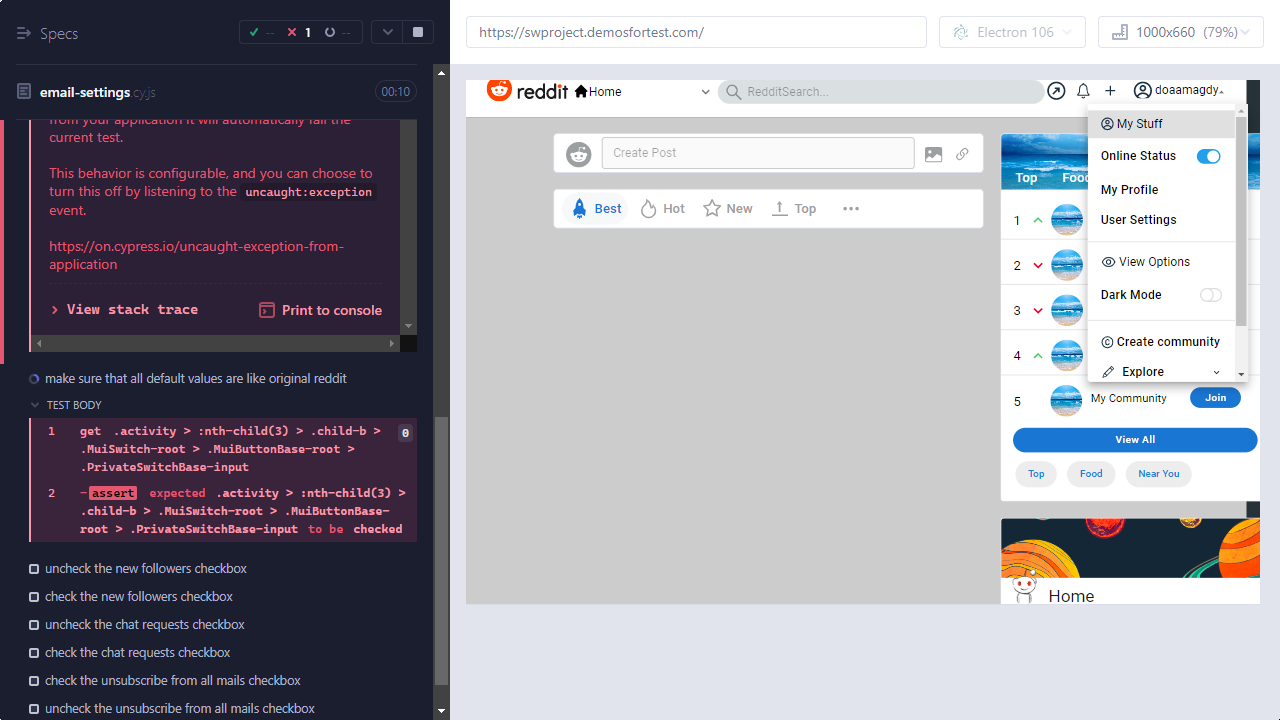 Specs
-- 1 --
email-settings.cy.js
00:10
from your application it will automatically fail the
current test.
This behavior is configurable, and you can choose to
turn this off by listening to the uncaught:exception
event.
https://on.cypress.io/uncaught-exception-from-
application
View stack trace
Print to console
make sure that all default values are like original reddit
TEST BODY
1 get .activity > :nth-child(3) > .child-b >
.MuiSwitch-root > .MuiButtonBase-root >
.PrivateSwitchBase-input
0
2 -assert expected .activity > :nth-child(3) >
.child-b > .MuiSwitch-root > .MuiButtonBase-
root > .PrivateSwitchBase-input to be checked
uncheck the new followers checkbox
check the new followers checkbox
uncheck the chat requests checkbox
check the chat requests checkbox
check the unsubscribe from all mails checkbox
uncheck the unsubscribe from all mails checkbox
https://swproject.demosfortest.com/
Electron 106
1000x660 (79%)
reddit
Home
RedditSearch...
doaamagdy
Create Post
Best
Hot
New
Top
Top
Food
1
2
3
4
5
My Community
Join
View All
Top
Food
Near You
Home
My Stuff
Online Status
My Profile
User Settings
View Options
Dark Mode
Create community
Explore